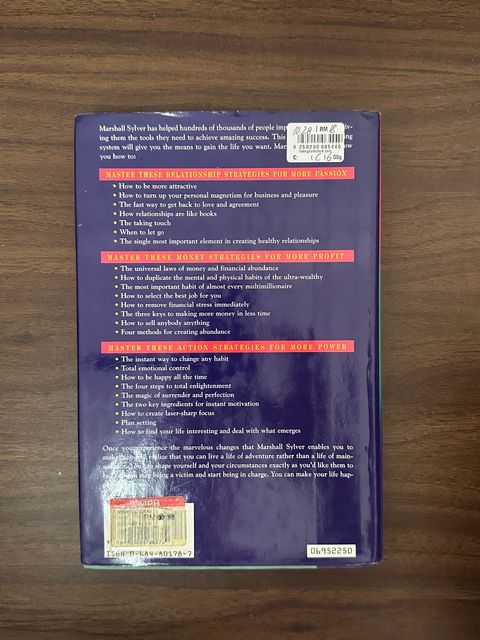 Marshall Sylver has helped hundreds of thousands of people
ing them the tools they need to achieve amazing success. This
system will give you the means to gain the life you want.
you how to:
RM
9 250200 065440
MASTER THESE RELATIONSHIP STRATEGIES FOR MORE PASSION
• How to be more attractive
• How to turn up your personal magnetism for business and pleasure
• The fast way to get back to love and agreement
• How relationships are like books
• The taking touch
• When to let go
• The single most important element in creating healthy relationships
MASTER THESE MONEY STRATEGIES FOR MORE PROFIT
• The universal laws of money and financial abundance
• How to duplicate the mental and physical habits of the ultra-wealthy
• The most important habit of almost every multimillionaire
• How to select the best job for you
• How to remove financial stress immediately
• The three keys to making more money in less time
• How to sell anybody anything
• Four methods for creating abundance
MASTER THESE ACTION STRATEGIES FOR MORE POWER
• The instant way to change any habit
• Total emotional control
• How to be happy all the time
• The four steps to total enlightenment
• The magic of surrender and perfection
• The two key ingredients for instant motivation
• How to create laser-sharp focus
• Plan setting
• How to find your life interesting and deal with what emerges
Once you experience the marvelous changes that Marshall Sylver enables you to
realize that you can live a life of adventure rather than a life of main-
shape yourself and your circumstances exactly as you'd like them to
being a victim and start being in charge. You can make your life hap-
MPH
ISBN 0-684-80178-7
06952250